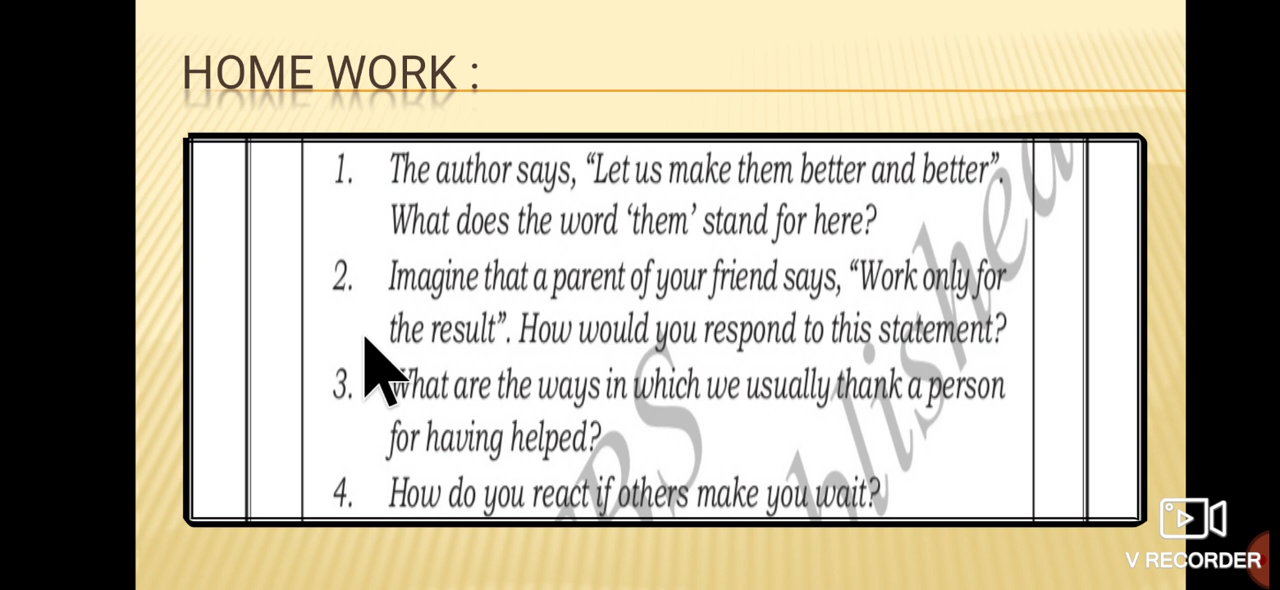 HOME WORK :
1. The author says, “Let us make them better and better”.
What does the word ‘them’ stand for here?
2. Imagine that a parent of your friend says, “Work only for
the result”. How would you respond to this statement?
3. What are the ways in which we usually thank a person
for having helped?
4. How do you react if others make you wait?
V RECORDER